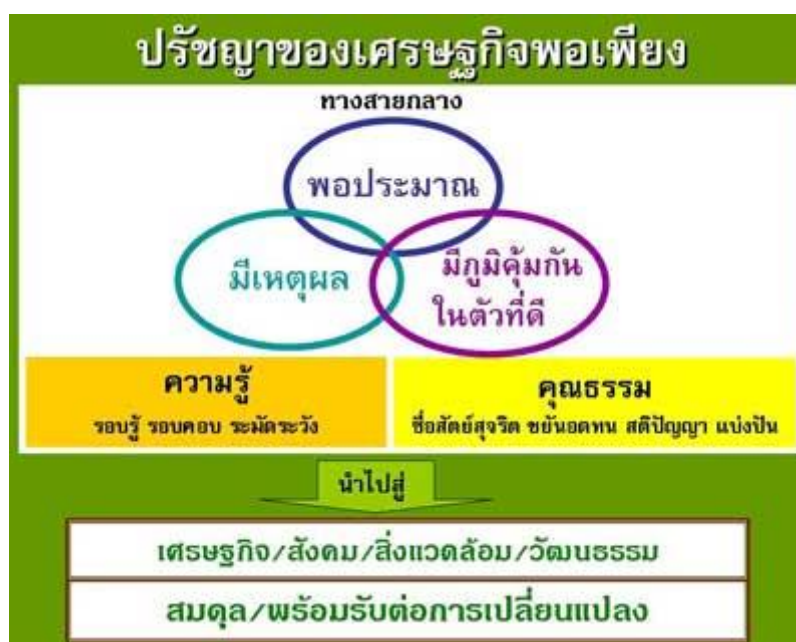 ปรัชญาของเศรษฐกิจพอเพียง
ทางสายกลาง
พอประมาณ
มีเหตุผล
มีภูมิคุ้มกัน
ในตัวที่ดี
ความรู้
รอบรู้ รอบคอบ ระมัดระวัง
คุณธรรม
ซื่อสัตย์สุจริต ขยันอดทน สติปัญญา แบ่งปัน
นำไปสู่
เศรษฐกิจ/สังคม/สิ่งแวดล้อม/วัฒนธรรม
สมดุล/พร้อมรับต่อการเปลี่ยนแปลง